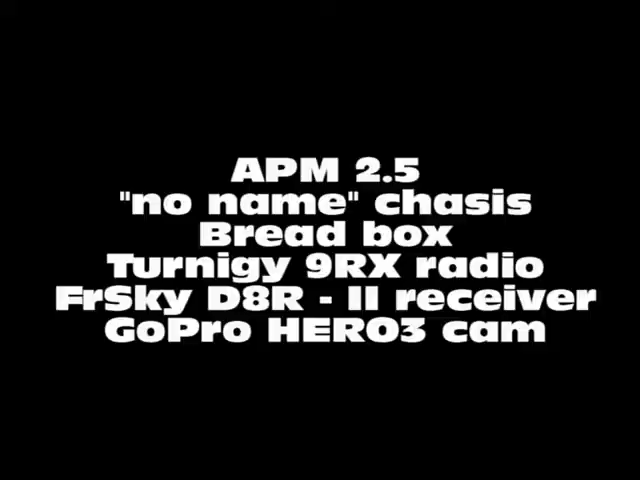 APM 2.5
"no name" chasis
Bread box
Turnigy 9RX radio
FrSky D8R - II receiver
GoPro HERO3 cam